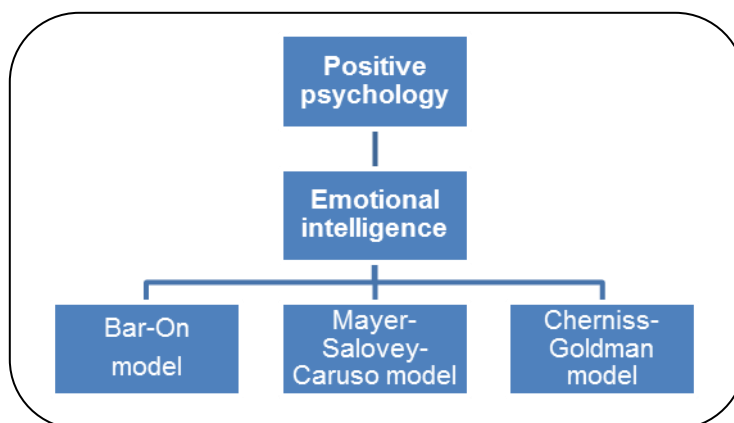 Positive
psychology
Emotional
intelligence
Bar-On
model
Mayer-
Salovey-
Caruso model
Cherniss-
Goldman
model